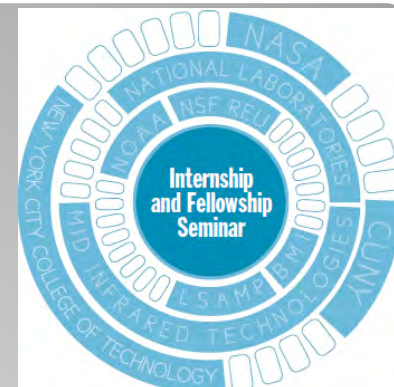 NASA
NATIONAL LABORATORIES
NOAA
NSF REU
Internship
and Fellowship
Seminar
BMI
LSAMP
MID INFRARED TECHNOLOGIES
CUNY
NEW YORK CITY COLLEGE OF TECHNOLOGY